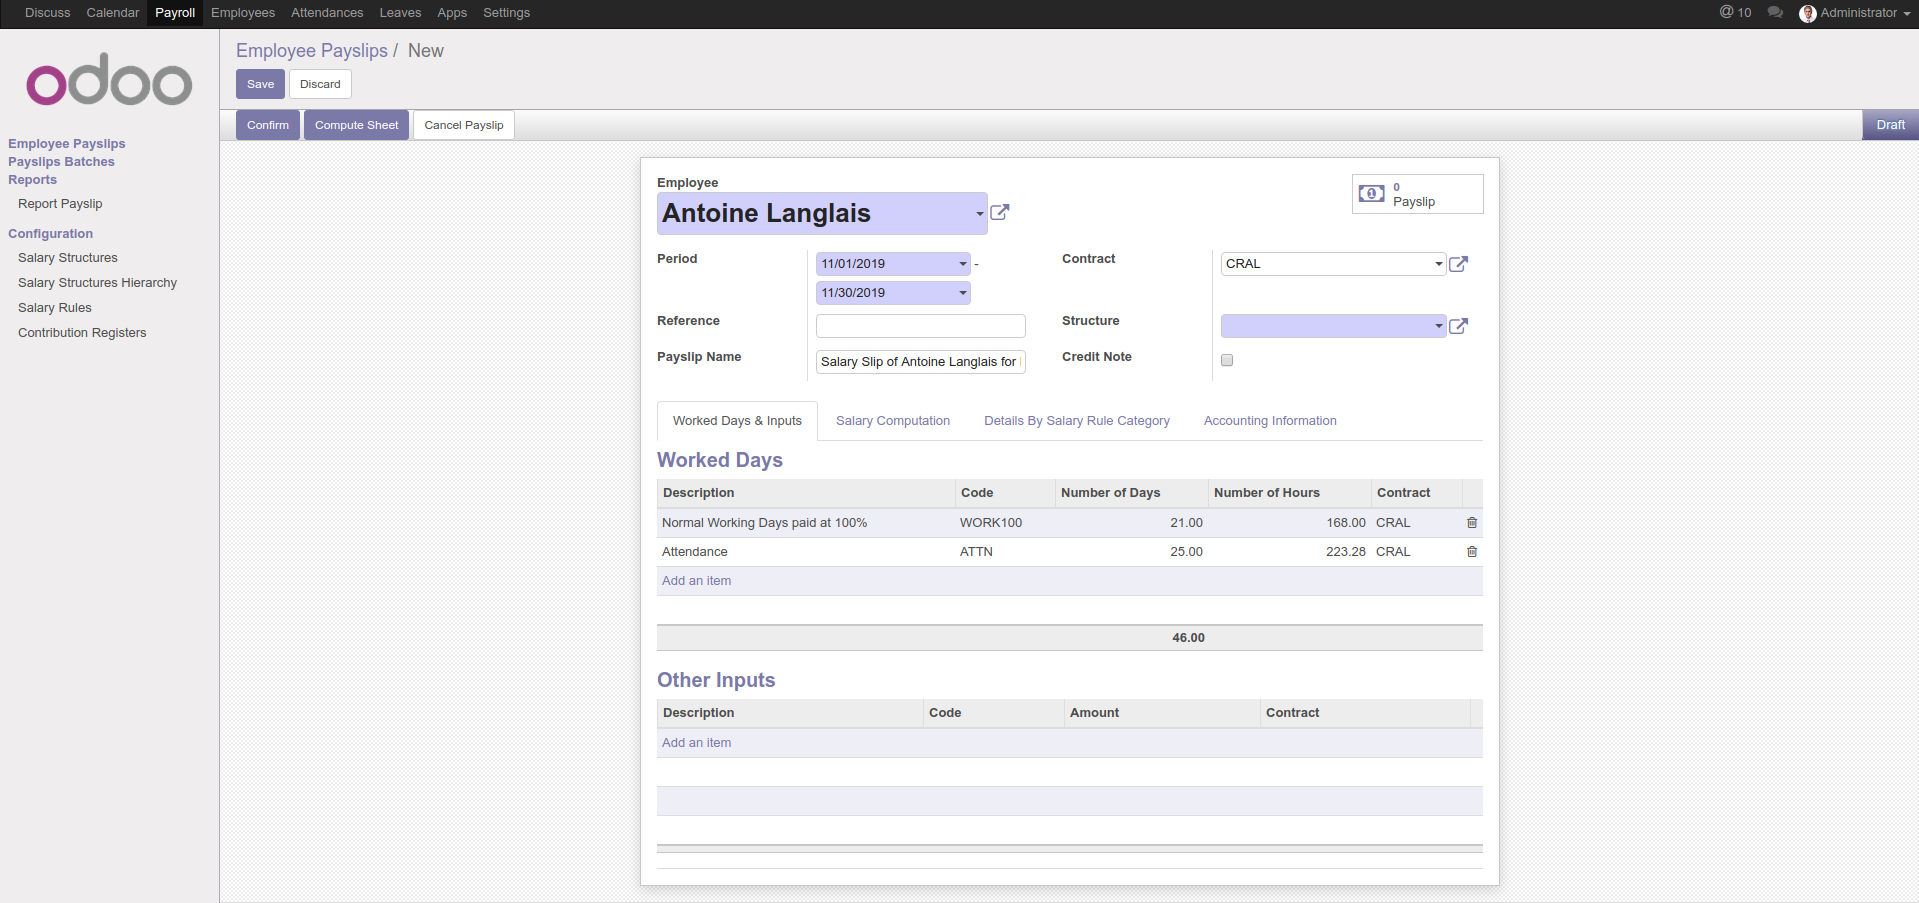 Discuss Calendar Payroll Employees Attendances Leaves Apps Settings @ 10 Administrator
odoo
Employee Payslips / New
Save Discard
Confirm Compute Sheet Cancel Payslip Draft
Employee Payslips
Payslips Batches
Reports
Report Payslip
Configuration
Salary Structures
Salary Structures Hierarchy
Salary Rules
Contribution Registers
Employee
Antoine Langlais
0
Payslip
Period 11/01/2019 - Contract CRAL
11/30/2019
Reference Structure
Payslip Name Salary Slip of Antoine Langlais for Credit Note
Worked Days & Inputs Salary Computation Details By Salary Rule Category Accounting Information
Worked Days
Description Code Number of Days Number of Hours Contract
Normal Working Days paid at 100% WORK100 21.00 168.00 CRAL
Attendance ATTN 25.00 223.28 CRAL
Add an item
46.00
Other Inputs
Description Code Amount Contract
Add an item